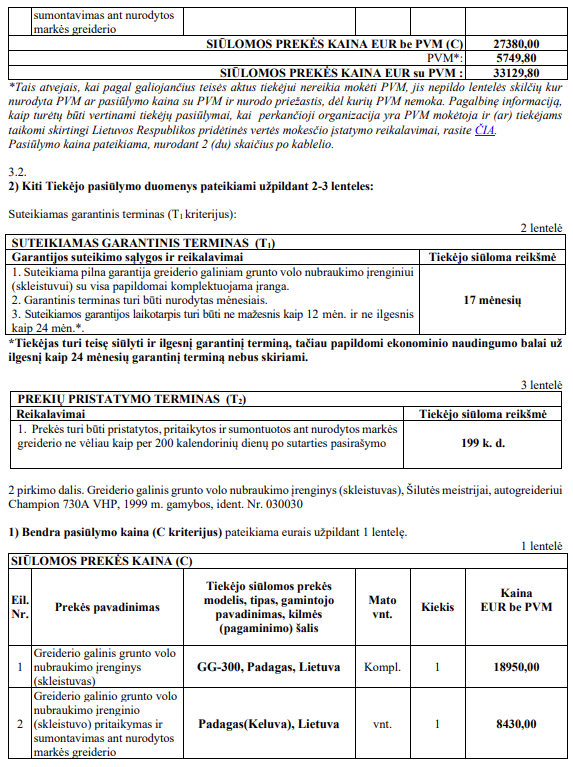 sumontavimas ant nurodytos
markės greiderio
SIŪLOMOS PREKĖS KAINA EUR be PVM (C) 27380,00
PVM*: 5749,80
SIŪLOMOS PREKĖS KAINA EUR su PVM : 33129,80
*Tais atvejais, kai pagal galiojančius teisės aktus tiekėjui nereikia mokėti PVM, jis nepildo lentelės skilčių kur
nurodyta PVM ar pasiūlymo kaina su PVM ir nurodo priežastis, dėl kurių PVM nemoka. Pagalbinę informaciją,
kaip turėtų būti vertinami tiekėjų pasiūlymai, kai perkančioji organizacija yra PVM mokėtoja ir (ar) tiekėjams
taikomi skirtingi Lietuvos Respublikos pridėtinės vertės mokesčio įstatymo reikalavimai, rasite ČIA.
Pasiūlymo kaina pateikiama, nurodant 2 (du) skaičius po kablelio.
3.2.
2) Kiti Tiekėjo pasiūlymo duomenys pateikiami užpildant 2-3 lenteles:
Suteikiamas garantinis terminas (T1 kriterijus):
2 lentelė
SUTEIKIAMAS GARANTINIS TERMINAS (T1)
Garantijos suteikimo sąlygos ir reikalavimai Tiekėjo siūloma reikšmė
1. Suteikiama pilna garantija greiderio galiniam grunto volo nubraukimo įrenginiui
(skleistuvui) su visa papildomai komplektuojama įranga.
2. Garantinis terminas turi būti nurodytas mėnesiais.
3. Suteikiamos garantijos laikotarpis turi būti ne mažesnis kaip 12 mėn. ir ne ilgesnis
kaip 24 mėn.*.
17 mėnesių
*Tiekėjas turi teisę siūlyti ir ilgesnį garantinį terminą, tačiau papildomi ekonominio naudingumo balai už
ilgesnį kaip 24 mėnesių garantinį terminą nebus skiriami.
3 lentelė
PREKIŲ PRISTATYMO TERMINAS (T2)
Reikalavimai Tiekėjo siūloma reikšmė
1. Prekės turi būti pristatytos, pritaikytos ir sumontuotos ant nurodytos markės
greiderio ne vėliau kaip per 200 kalendorinių dienų po sutarties pasirašymo
199 k. d.
2 pirkimo dalis. Greiderio galinis grunto volo nubraukimo įrenginys (skleistuvas), Šilutės meistrijai, autogreideriui
Champion 730A VHP, 1999 m. gamybos, ident. Nr. 030030
1) Bendra pasiūlymo kaina (C kriterijus) pateikiama eurais užpildant 1 lentelę.
1 lentelė
SIŪLOMOS PREKĖS KAINA (C)
Eil.
Nr.
Prekės pavadinimas
Tiekėjo siūlomos prekės
modelis, tipas, gamintojo
pavadinimas, kilmės
(pagaminimo) šalis
Mato
vnt.
Kiekis
Kaina
EUR be PVM
1
Greiderio galinis grunto volo
nubraukimo įrenginys
(skleistuvas)
GG-300, Padagas, Lietuva
Kompl.
1
18950,00
2
Greiderio galinio grunto volo
nubraukimo įrenginio
(skleistuvo) pritaikymas ir
sumontavimas ant nurodytos
markės greiderio
Padagas(Keluva), Lietuva
vnt.
1
8430,00